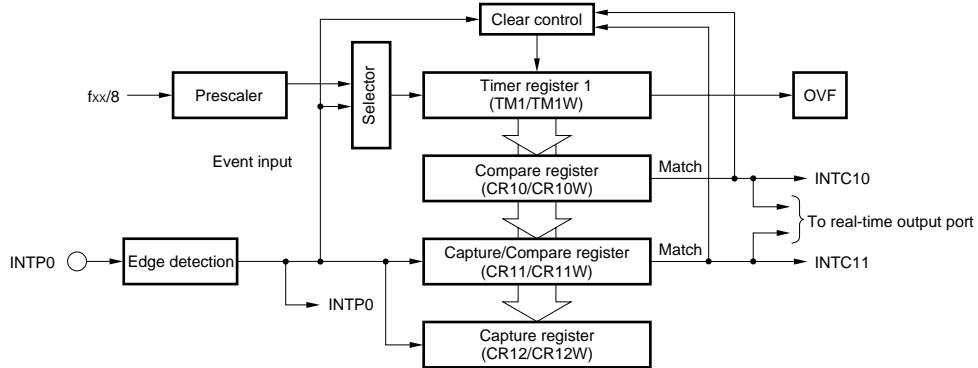 Clear control
fxx/8
Prescaler
Selector
Timer register 1
(TM1/TM1W)
OVF
Event input
Compare register
(CR10/CR10W)
Match
INTC10
To real-time output port
INTP0
Edge detection
Capture/Compare register
(CR11/CR11W)
Match
INTC11
INTP0
Capture register
(CR12/CR12W)